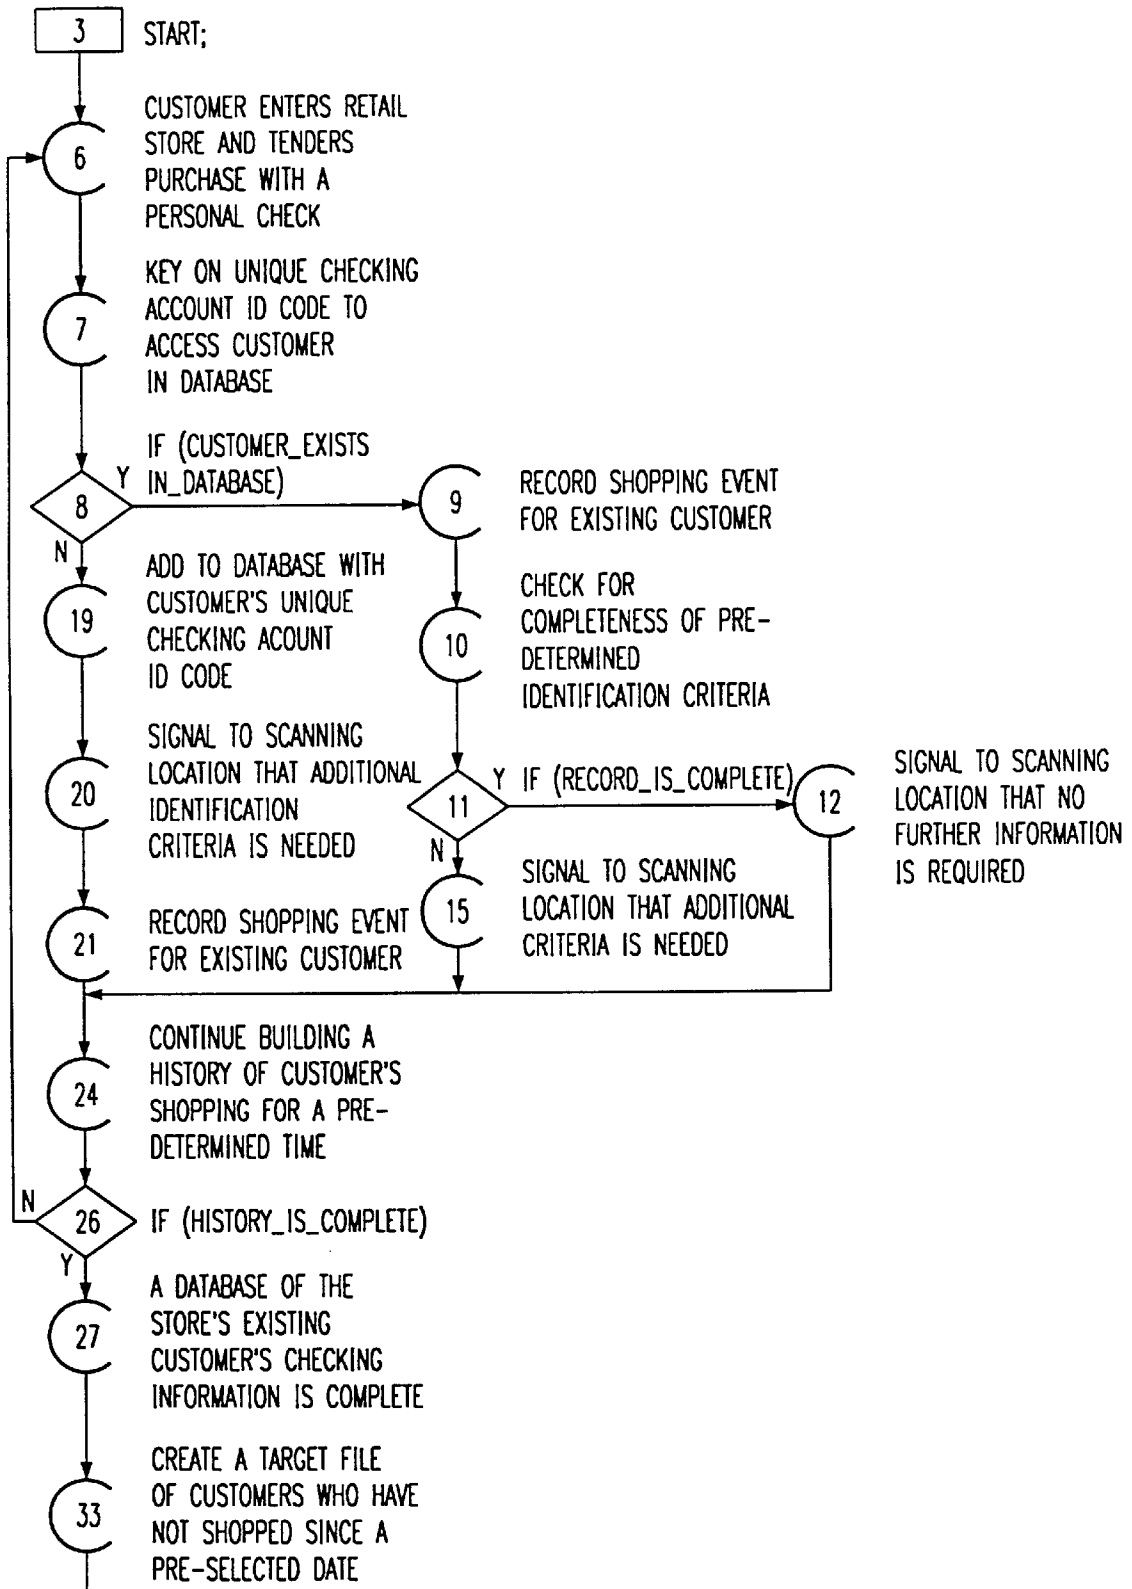 3 START;
CUSTOMER ENTERS RETAIL
STORE AND TENDERS
6
PURCHASE WITH A
PERSONAL CHECK
KEY ON UNIQUE CHECKING
ACCOUNT ID CODE TO
7
ACCESS CUSTOMER
IN DATABASE
IF (CUSTOMER_EXISTS
Y IN_DATABASE)
8
N
9
RECORD SHOPPING EVENT
FOR EXISTING CUSTOMER
ADD TO DATABASE WITH
CUSTOMER'S UNIQUE
19
CHECKING ACOUNT
ID CODE
CHECK FOR
COMPLETENESS OF PRE-
10
DETERMINED
IDENTIFICATION CRITERIA
SIGNAL TO SCANNING
LOCATION THAT ADDITIONAL
20
IDENTIFICATION
CRITERIA IS NEEDED
Y IF (RECORD_IS_COMPLETE)
11
N
12
SIGNAL TO SCANNING
LOCATION THAT NO
FURTHER INFORMATION
IS REQUIRED
SIGNAL TO SCANNING
15
LOCATION THAT ADDITIONAL
CRITERIA IS NEEDED
21
RECORD SHOPPING EVENT
FOR EXISTING CUSTOMER
CONTINUE BUILDING A
HISTORY OF CUSTOMER'S
24
SHOPPING FOR A PRE-
DETERMINED TIME
N
26 IF (HISTORY_IS_COMPLETE)
Y
A DATABASE OF THE
STORE'S EXISTING
27
CUSTOMER'S CHECKING
INFORMATION IS COMPLETE
CREATE A TARGET FILE
OF CUSTOMERS WHO HAVE
33
NOT SHOPPED SINCE A
PRE-SELECTED DATE